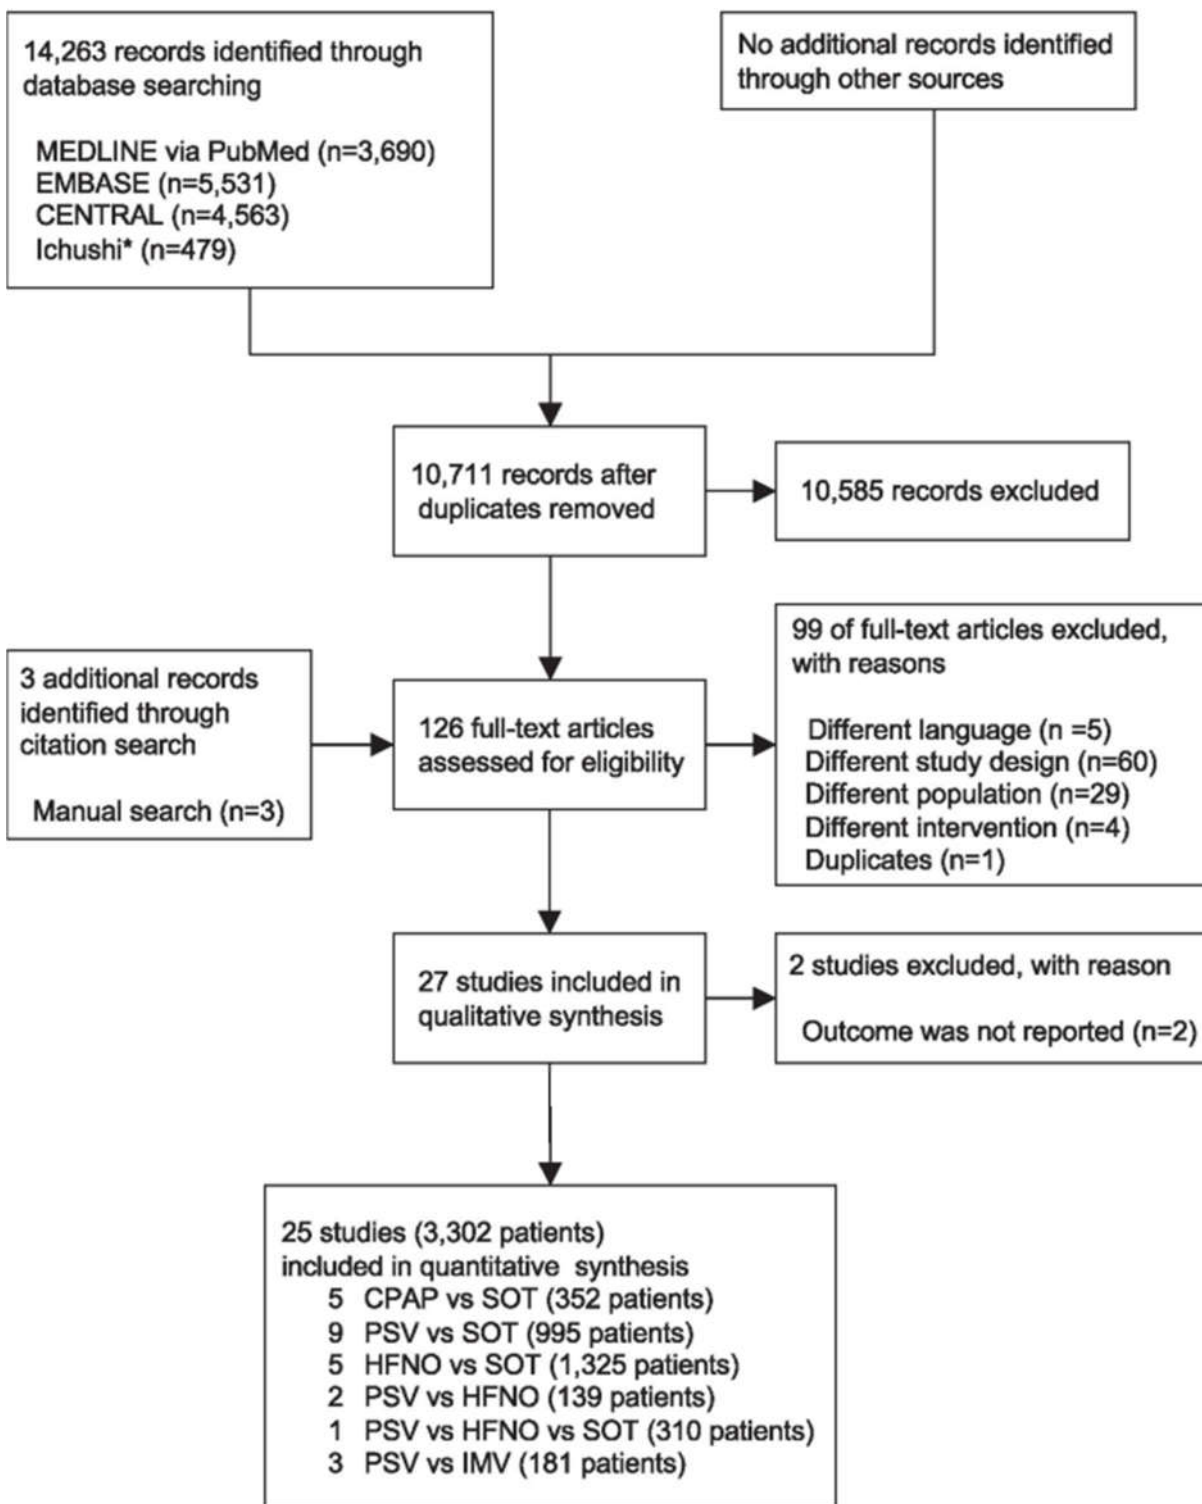 14,263 records identified through
database searching
MEDLINE via PubMed (n=3,690)
EMBASE (n=5,531)
CENTRAL (n=4,563)
Ichushi* (n=479)
No additional records identified
through other sources
10,711 records after
duplicates removed
10,585 records excluded
3 additional records
identified through
citation search
Manual search (n=3)
126 full-text articles
assessed for eligibility
99 of full-text articles excluded,
with reasons
Different language (n =5)
Different study design (n=60)
Different population (n=29)
Different intervention (n=4)
Duplicates (n=1)
27 studies included in
qualitative synthesis
2 studies excluded, with reason
Outcome was not reported (n=2)
25 studies (3,302 patients)
included in quantitative synthesis
5 CPAP vs SOT (352 patients)
9 PSV vs SOT (995 patients)
5 HFNO vs SOT (1,325 patients)
2 PSV vs HFNO (139 patients)
1 PSV vs HFNO vs SOT (310 patients)
3 PSV vs IMV (181 patients)